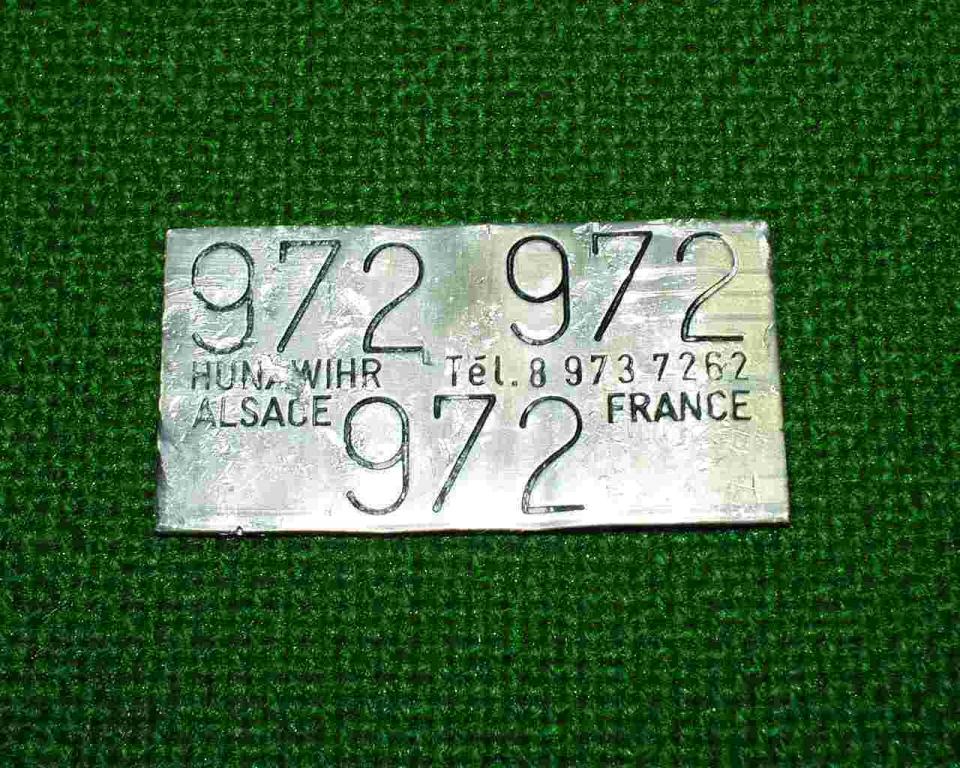 972 972
HUNAWIHR Tél. 8 973 7262
ALSACE FRANCE
972